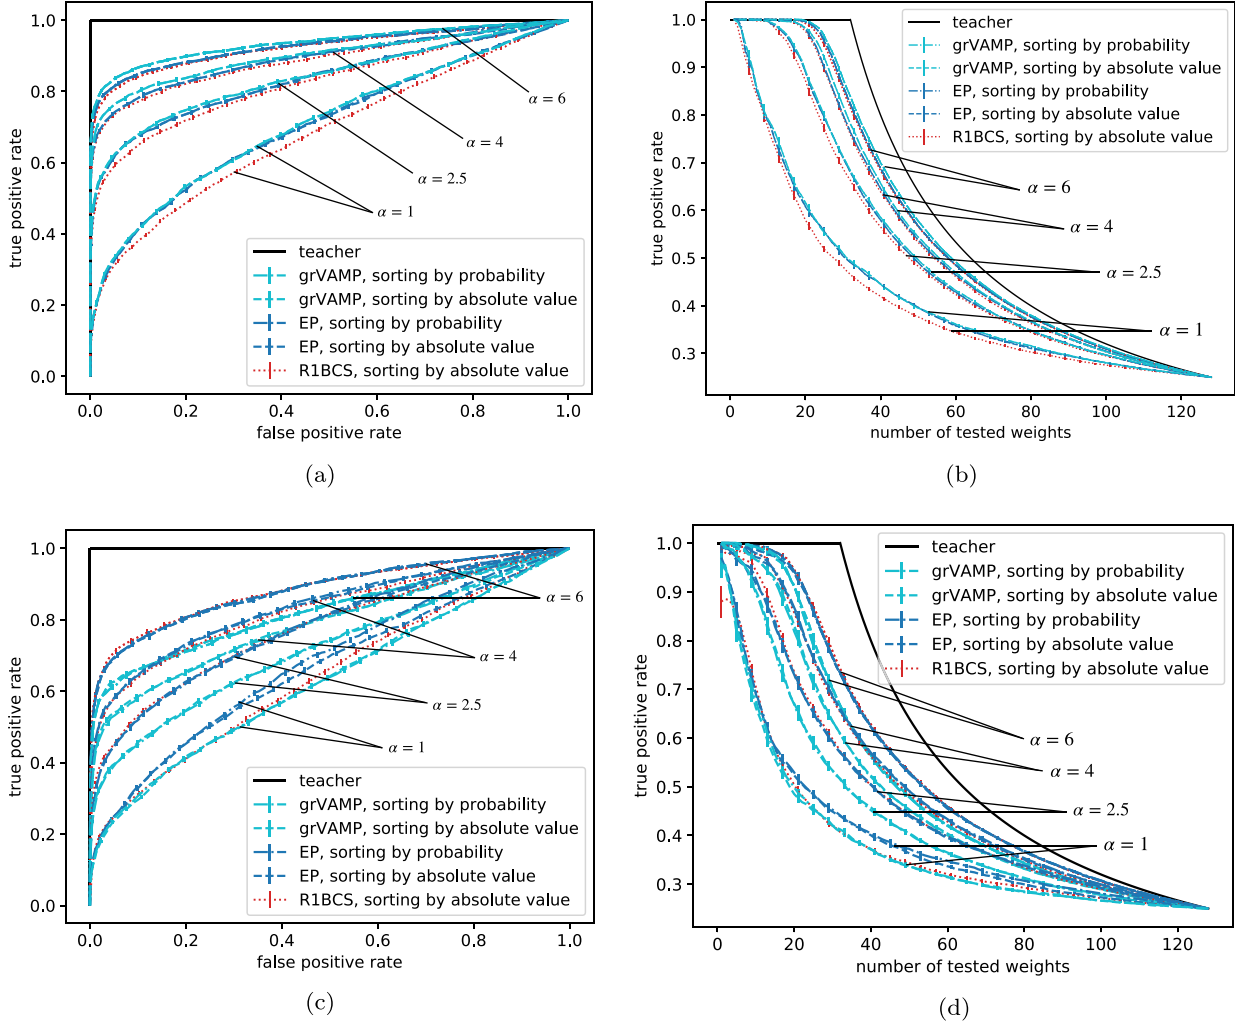 1.0
0.8
0.6
0.4
0.2
0.0
true positive rate
α = 6
α = 4
α = 2.5
α = 1
teacher
grVAMP, sorting by probability
grVAMP, sorting by absolute value
EP, sorting by probability
EP, sorting by absolute value
R1BCS, sorting by absolute value
0.0 0.2 0.4 0.6 0.8 1.0
false positive rate
(a)
1.0
0.9
0.8
0.7
0.6
0.5
0.4
0.3
true positive rate
teacher
grVAMP, sorting by probability
grVAMP, sorting by absolute value
EP, sorting by probability
EP, sorting by absolute value
R1BCS, sorting by absolute value
α = 6
α = 4
α = 2.5
α = 1
0 20 40 60 80 100 120
number of tested weights
(b)
1.0
0.8
0.6
0.4
0.2
0.0
true positive rate
α = 6
α = 4
α = 2.5
α = 1
teacher
grVAMP, sorting by probability
grVAMP, sorting by absolute value
EP, sorting by probability
EP, sorting by absolute value
R1BCS, sorting by absolute value
0.0 0.2 0.4 0.6 0.8 1.0
false positive rate
(c)
1.0
0.9
0.8
0.7
0.6
0.5
0.4
0.3
true positive rate
teacher
grVAMP, sorting by probability
grVAMP, sorting by absolute value
EP, sorting by probability
EP, sorting by absolute value
R1BCS, sorting by absolute value
α = 6
α = 4
α = 2.5
α = 1
0 20 40 60 80 100 120
number of tested weights
(d)